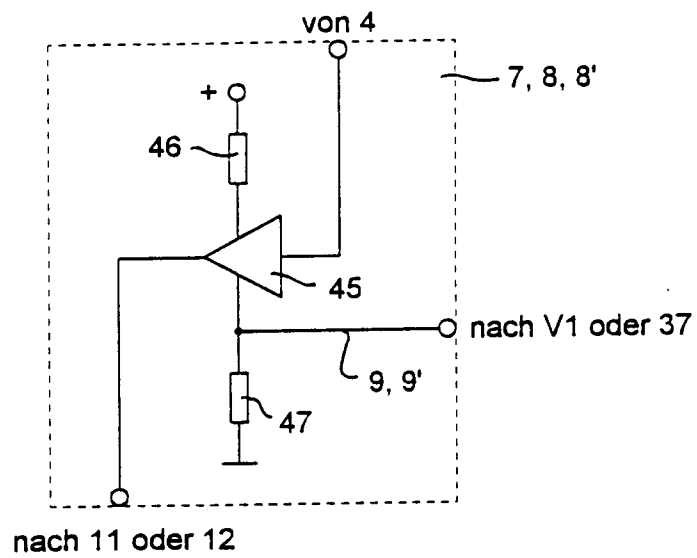 von 4
7, 8, 8'
+
46
45
nach V1 oder 37
9, 9'
47
nach 11 oder 12